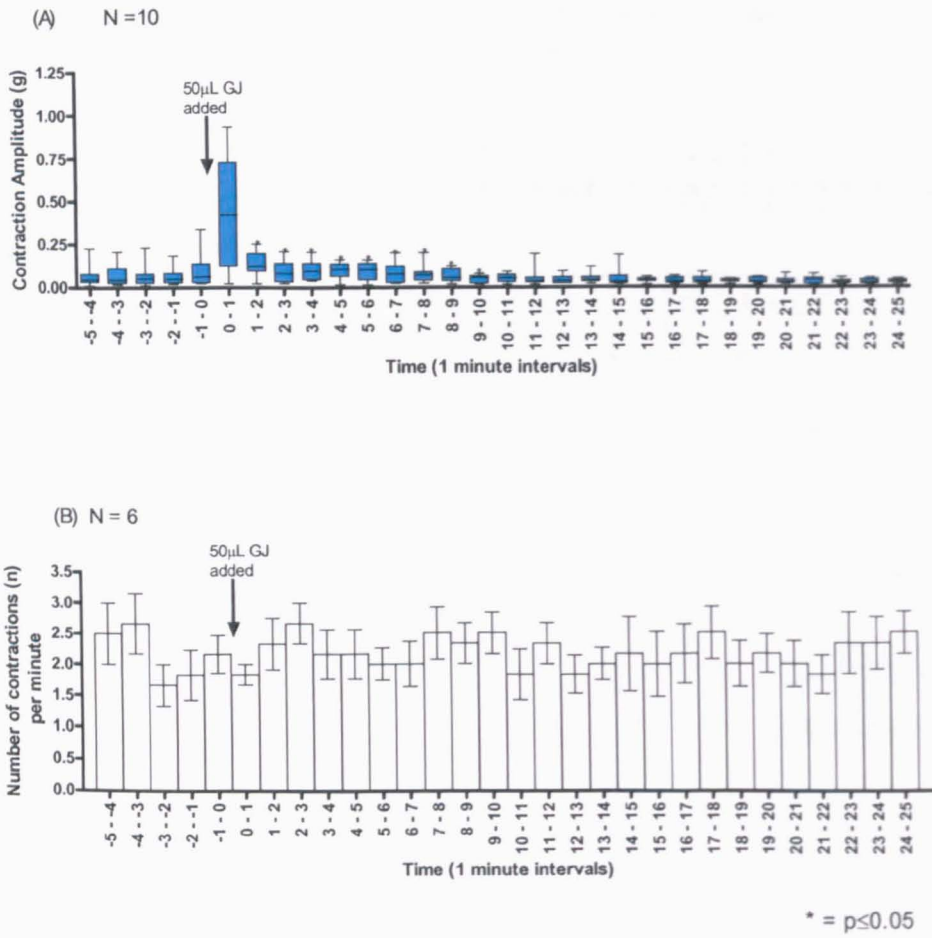 (A) N =10
1.25
50µL GJ
added
1.00
0.75
0.50
0.25
0.00
Contraction Amplitude (g)
-5 - -4
-4 - -3
-3 - -2
-2 - -1
-1 - 0
0 - 1
1 - 2
2 - 3
3 - 4
4 - 5
5 - 6
6 - 7
7 - 8
8 - 9
9 - 10
10 - 11
11 - 12
12 - 13
13 - 14
14 - 15
15 - 16
16 - 17
17 - 18
18 - 19
19 - 20
20 - 21
21 - 22
22 - 23
23 - 24
24 - 25
Time (1 minute intervals)
(B) N = 6
50µL GJ
added
3.5
3.0
2.5
2.0
1.5
1.0
0.5
0.0
Number of contractions (n)
per minute
-5 - -4
-4 - -3
-3 - -2
-2 - -1
-1 - 0
0 - 1
1 - 2
2 - 3
3 - 4
4 - 5
5 - 6
6 - 7
7 - 8
8 - 9
9 - 10
10 - 11
11 - 12
12 - 13
13 - 14
14 - 15
15 - 16
16 - 17
17 - 18
18 - 19
19 - 20
20 - 21
21 - 22
22 - 23
23 - 24
24 - 25
Time (1 minute intervals)
* = p≤0.05